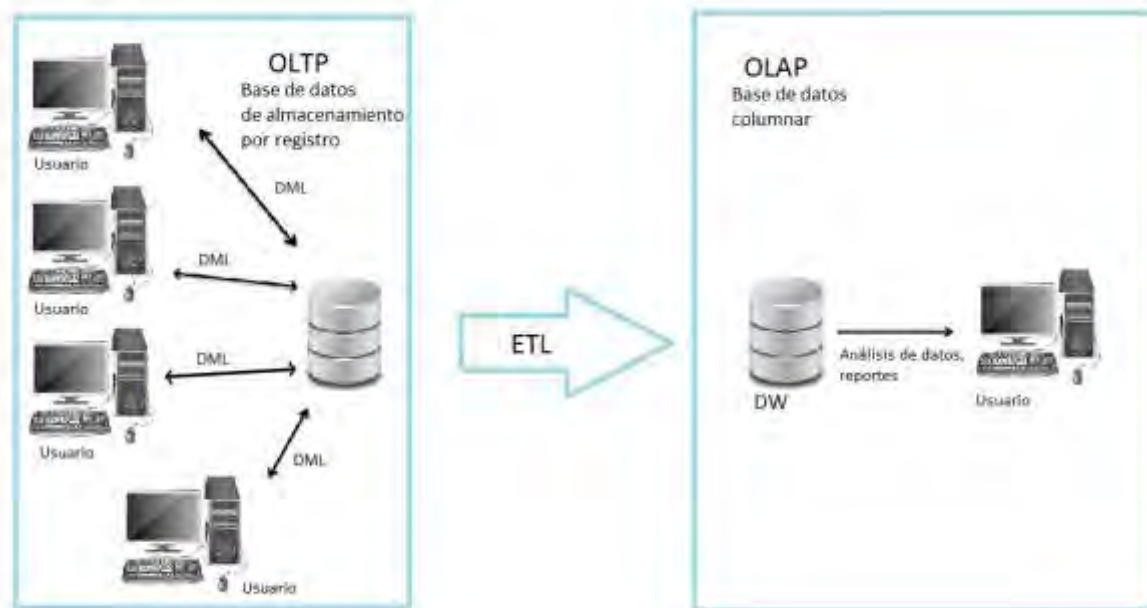 OLTP
Base de datos
de almacenamiento
por registro
Usuario
DML
Usuario
DML
Usuario
DML
Usuario
DML
ETL
OLAP
Base de datos
columnar
DW
Análisis de datos,
reportes
Usuario